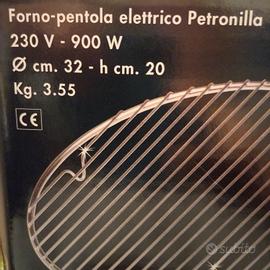 Forno-pentola elettrico Petronilla
230 V - 900 W
Ø cm. 32 - h cm. 20
Kg. 3.55
CE
subito